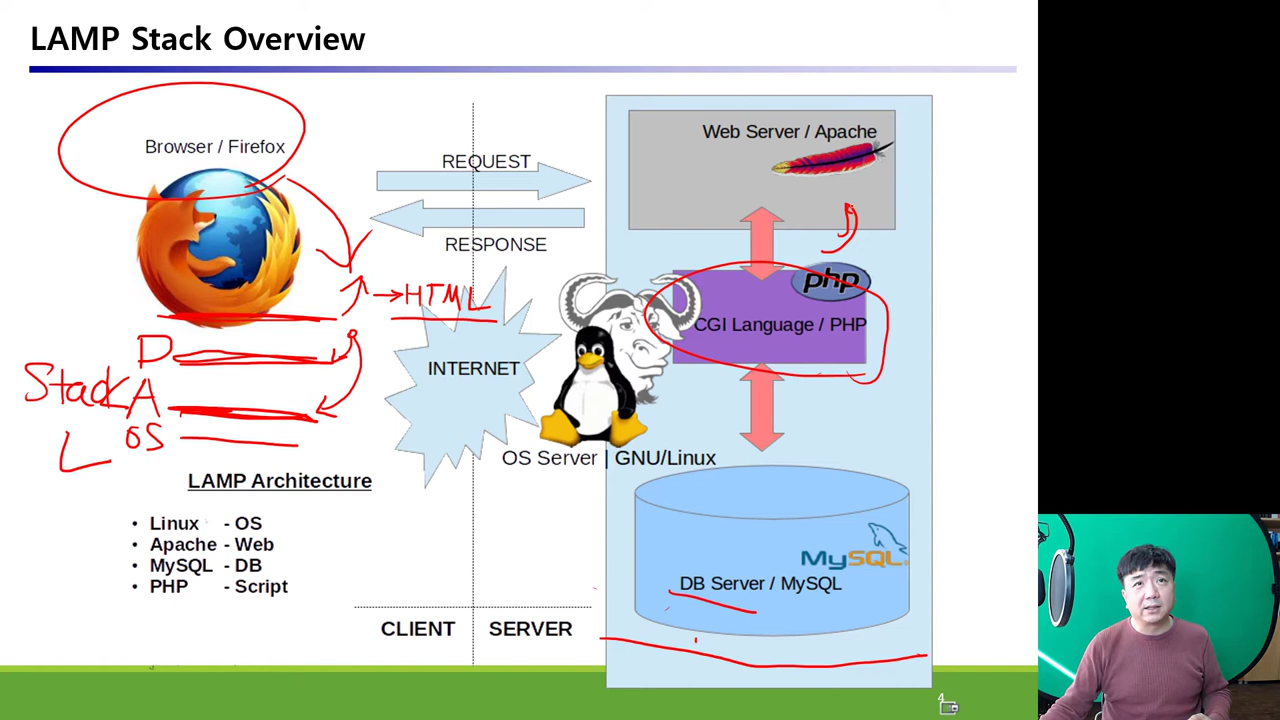 LAMP Stack Overview
Browser / Firefox
REQUEST
RESPONSE
Web Server / Apache
php
CGI Language / PHP
→HTML
INTERNET
D
Stack A
L OS
OS Server | GNU/Linux
LAMP Architecture
• Linux - OS
• Apache - Web
• MySQL - DB
• PHP - Script
MySQL
DB Server / MySQL
CLIENT
SERVER
4